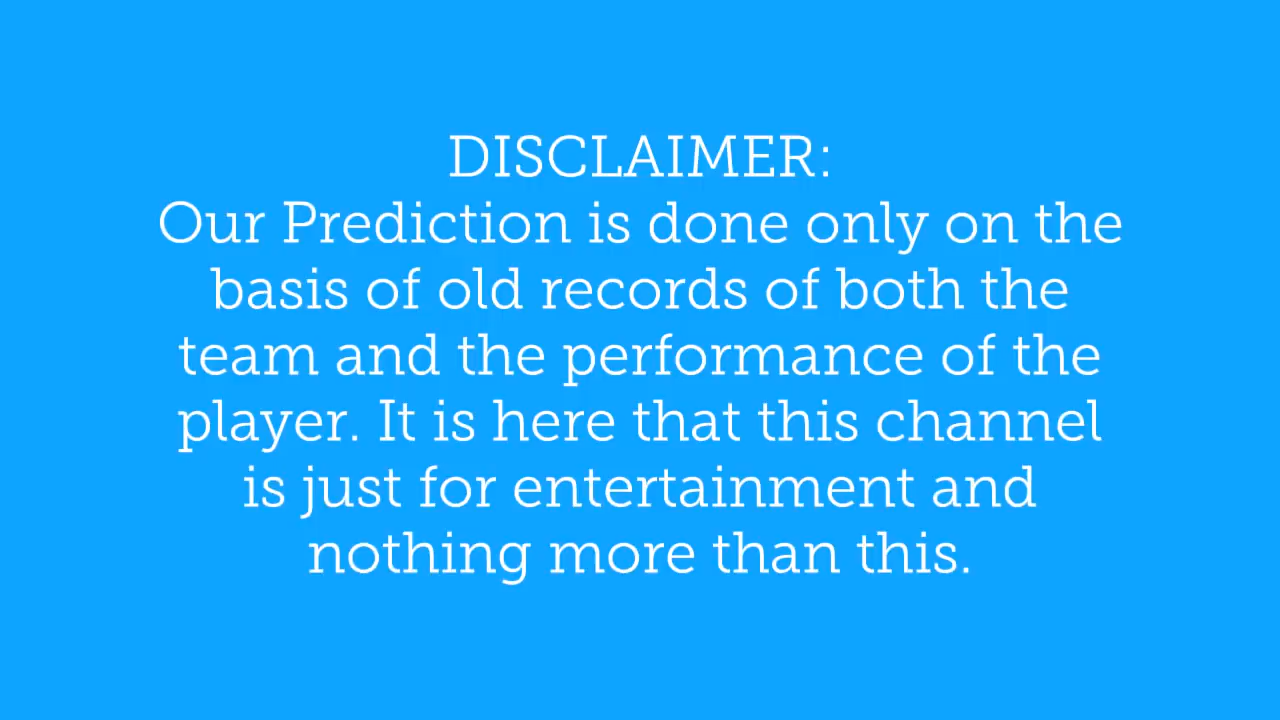 DISCLAIMER:
Our Prediction is done only on the
basis of old records of both the
team and the performance of the
player. It is here that this channel
is just for entertainment and
nothing more than this.